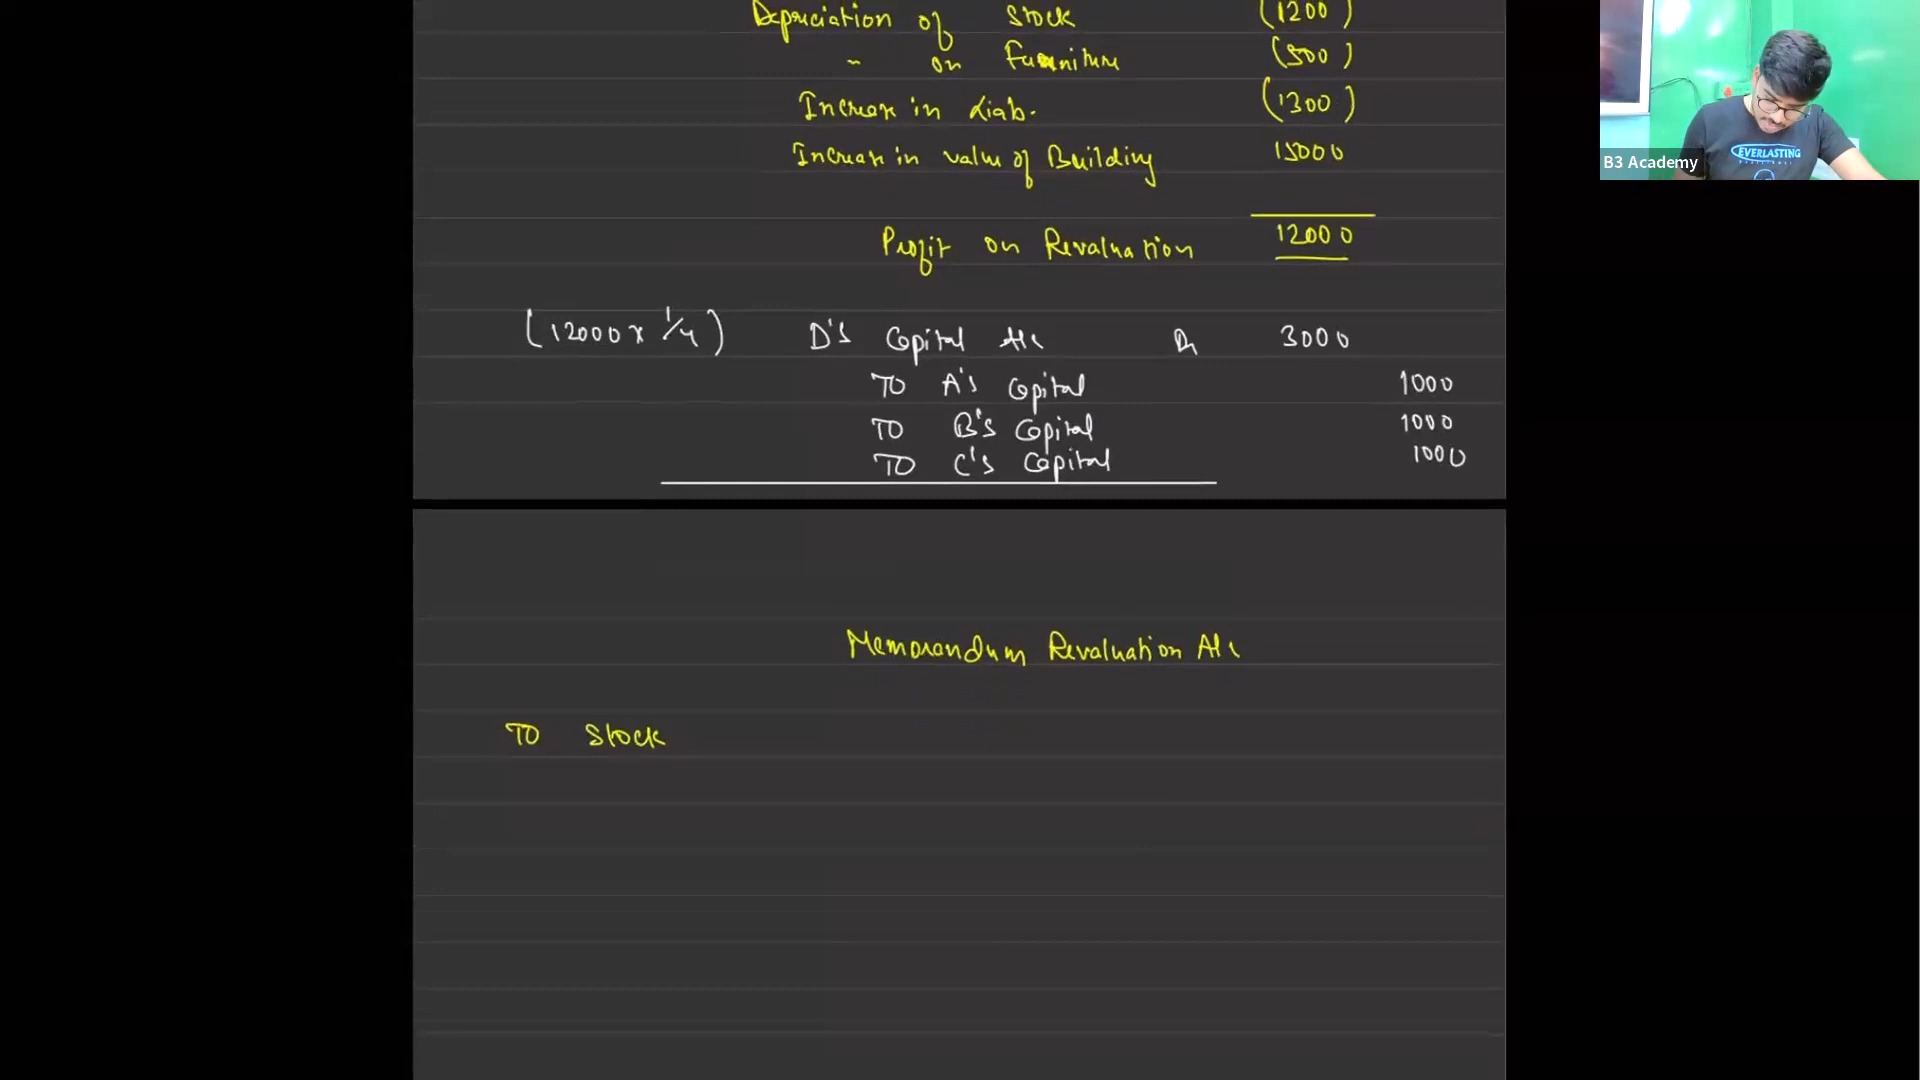 Depreciation of Stock (1200)
" on Furniture (500)
Increase in Liab. (1300)
Increase in value of Building 15000
Profit on Revaluation 12000
(12000 x 1/4) D's Capital A/c Dr 3000
TO A's Capital 1000
TO B's Capital 1000
TO C's Capital 1000
Memorandum Revaluation A/c
TO Stock
B3 Academy
EVERLASTING